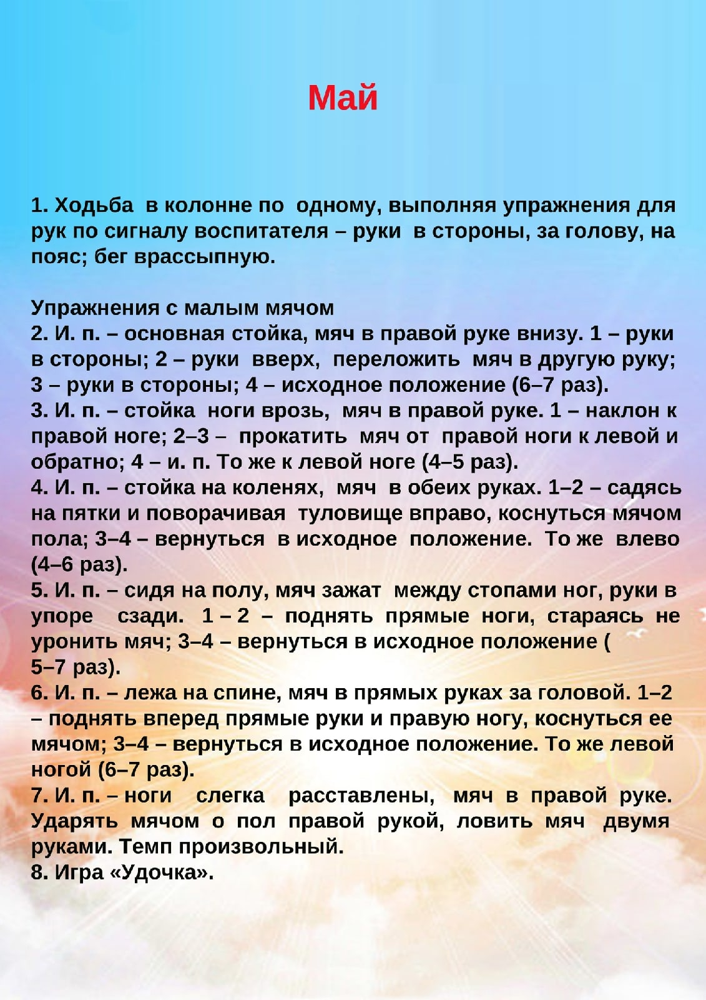 Май
1. Ходьба в колонне по одному, выполняя упражнения для
рук по сигналу воспитателя – руки в стороны, за голову, на
пояс; бег врассыпную.
Упражнения с малым мячом
2. И. п. – основная стойка, мяч в правой руке внизу. 1 – руки
в стороны; 2 – руки вверх, переложить мяч в другую руку;
3 – руки в стороны; 4 – исходное положение (6–7 раз).
3. И. п. – стойка ноги врозь, мяч в правой руке. 1 – наклон к
правой ноге; 2–3 – прокатить мяч от правой ноги к левой и
обратно; 4 – и. п. То же к левой ноге (4–5 раз).
4. И. п. – стойка на коленях, мяч в обеих руках. 1–2 – садясь
на пятки и поворачивая туловище вправо, коснуться мячом
пола; 3–4 – вернуться в исходное положение. То же влево
(4–6 раз).
5. И. п. – сидя на полу, мяч зажат между стопами ног, руки в
упоре сзади. 1 – 2 – поднять прямые ноги, стараясь не
уронить мяч; 3–4 – вернуться в исходное положение (
5–7 раз).
6. И. п. – лежа на спине, мяч в прямых руках за головой. 1–2
– поднять вперед прямые руки и правую ногу, коснуться ее
мячом; 3–4 – вернуться в исходное положение. То же левой
ногой (6–7 раз).
7. И. п. – ноги слегка расставлены, мяч в правой руке.
Ударять мячом о пол правой рукой, ловить мяч двумя
руками. Темп произвольный.
8. Игра «Удочка».